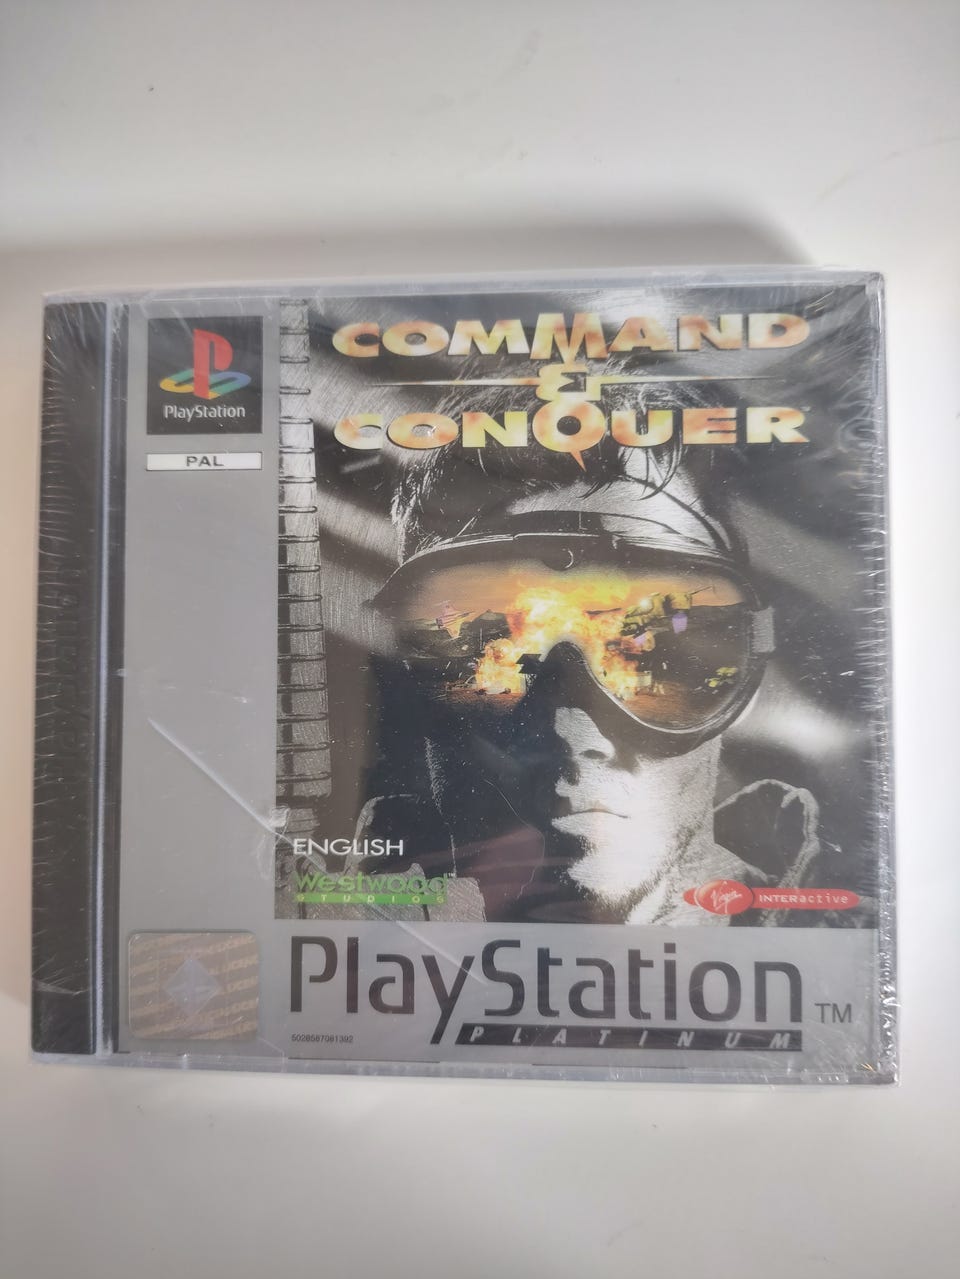 PlayStation
PAL
COMMAND
&
CONQUER
ENGLISH
Westwood
STUDIOS
Virgin INTERactive
PlayStation TM
PLATINUM
5028587081392